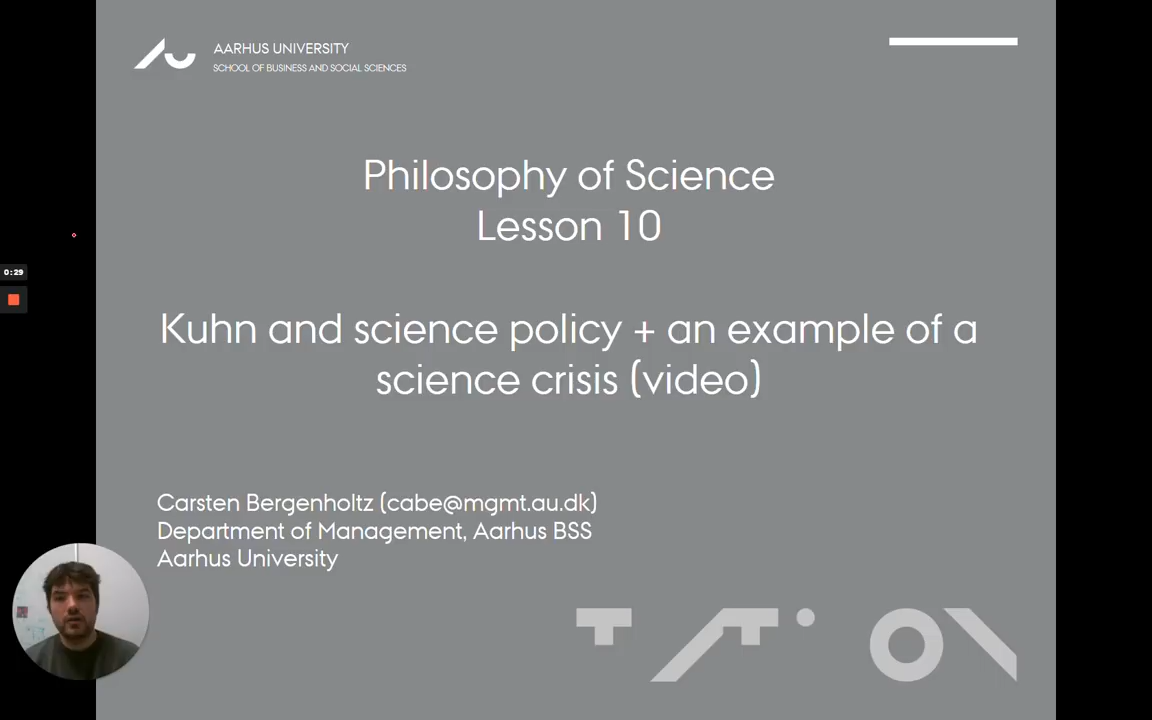 AARHUS UNIVERSITY
SCHOOL OF BUSINESS AND SOCIAL SCIENCES
Philosophy of Science
Lesson 10
0:29
Kuhn and science policy + an example of a
science crisis (video)
Carsten Bergenholtz (cabe@mgmt.au.dk)
Department of Management, Aarhus BSS
Aarhus University